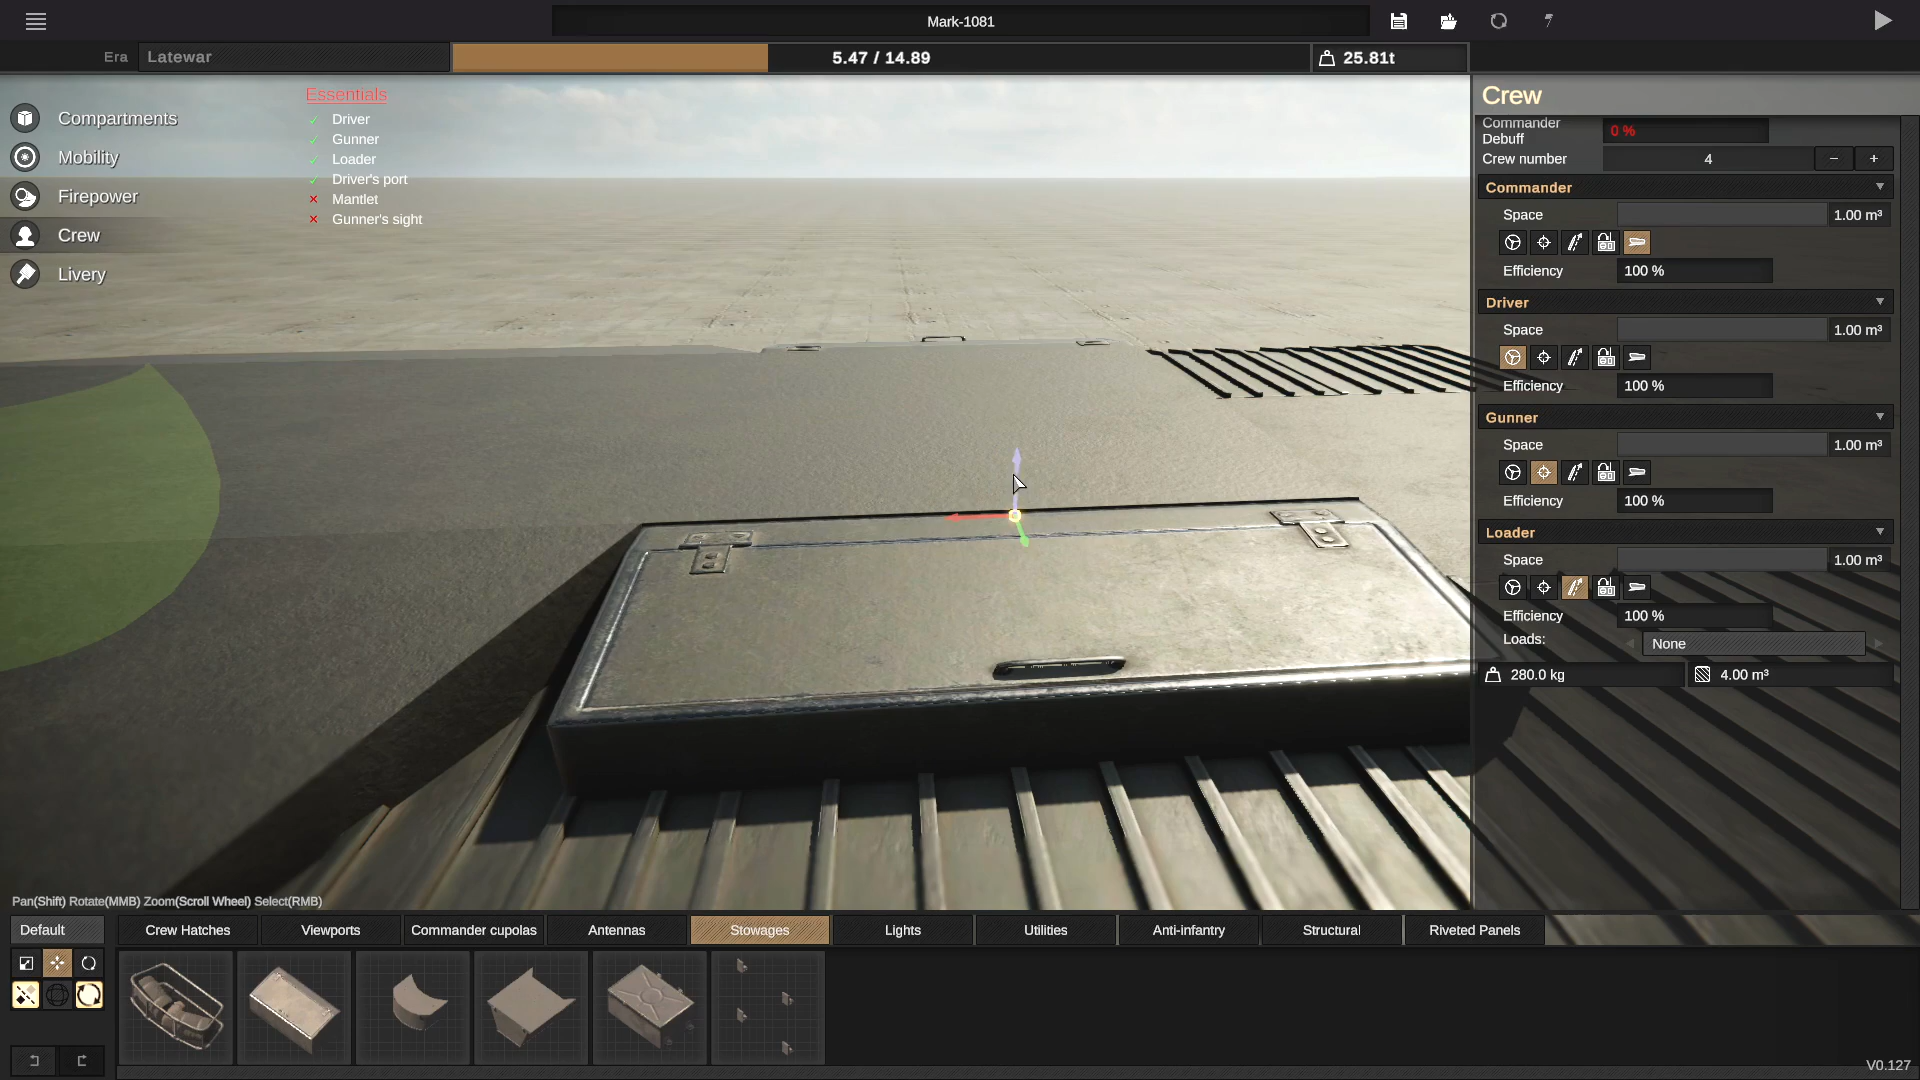 Mark-1081
Era
Latewar
5.47 / 14.89
25.81t
Compartments
Mobility
Firepower
Crew
Livery
Essentials
Driver
Gunner
Loader
Driver's port
Mantlet
Gunner's sight
Crew
Commander
Debuff
0 %
Crew number
4
-
+
Commander
Space
1.00 m³
Efficiency
100 %
Driver
Space
1.00 m³
Efficiency
100 %
Gunner
Space
1.00 m³
Efficiency
100 %
Loader
Space
1.00 m³
Efficiency
100 %
Loads:
None
280.0 kg
4.00 m³
Pan(Shift) Rotate(MMB) Zoom(Scroll Wheel) Select(RMB)
Default
Crew Hatches
Viewports
Commander cupolas
Antennas
Stowages
Lights
Utilities
Anti-infantry
Structural
Riveted Panels
V0.127